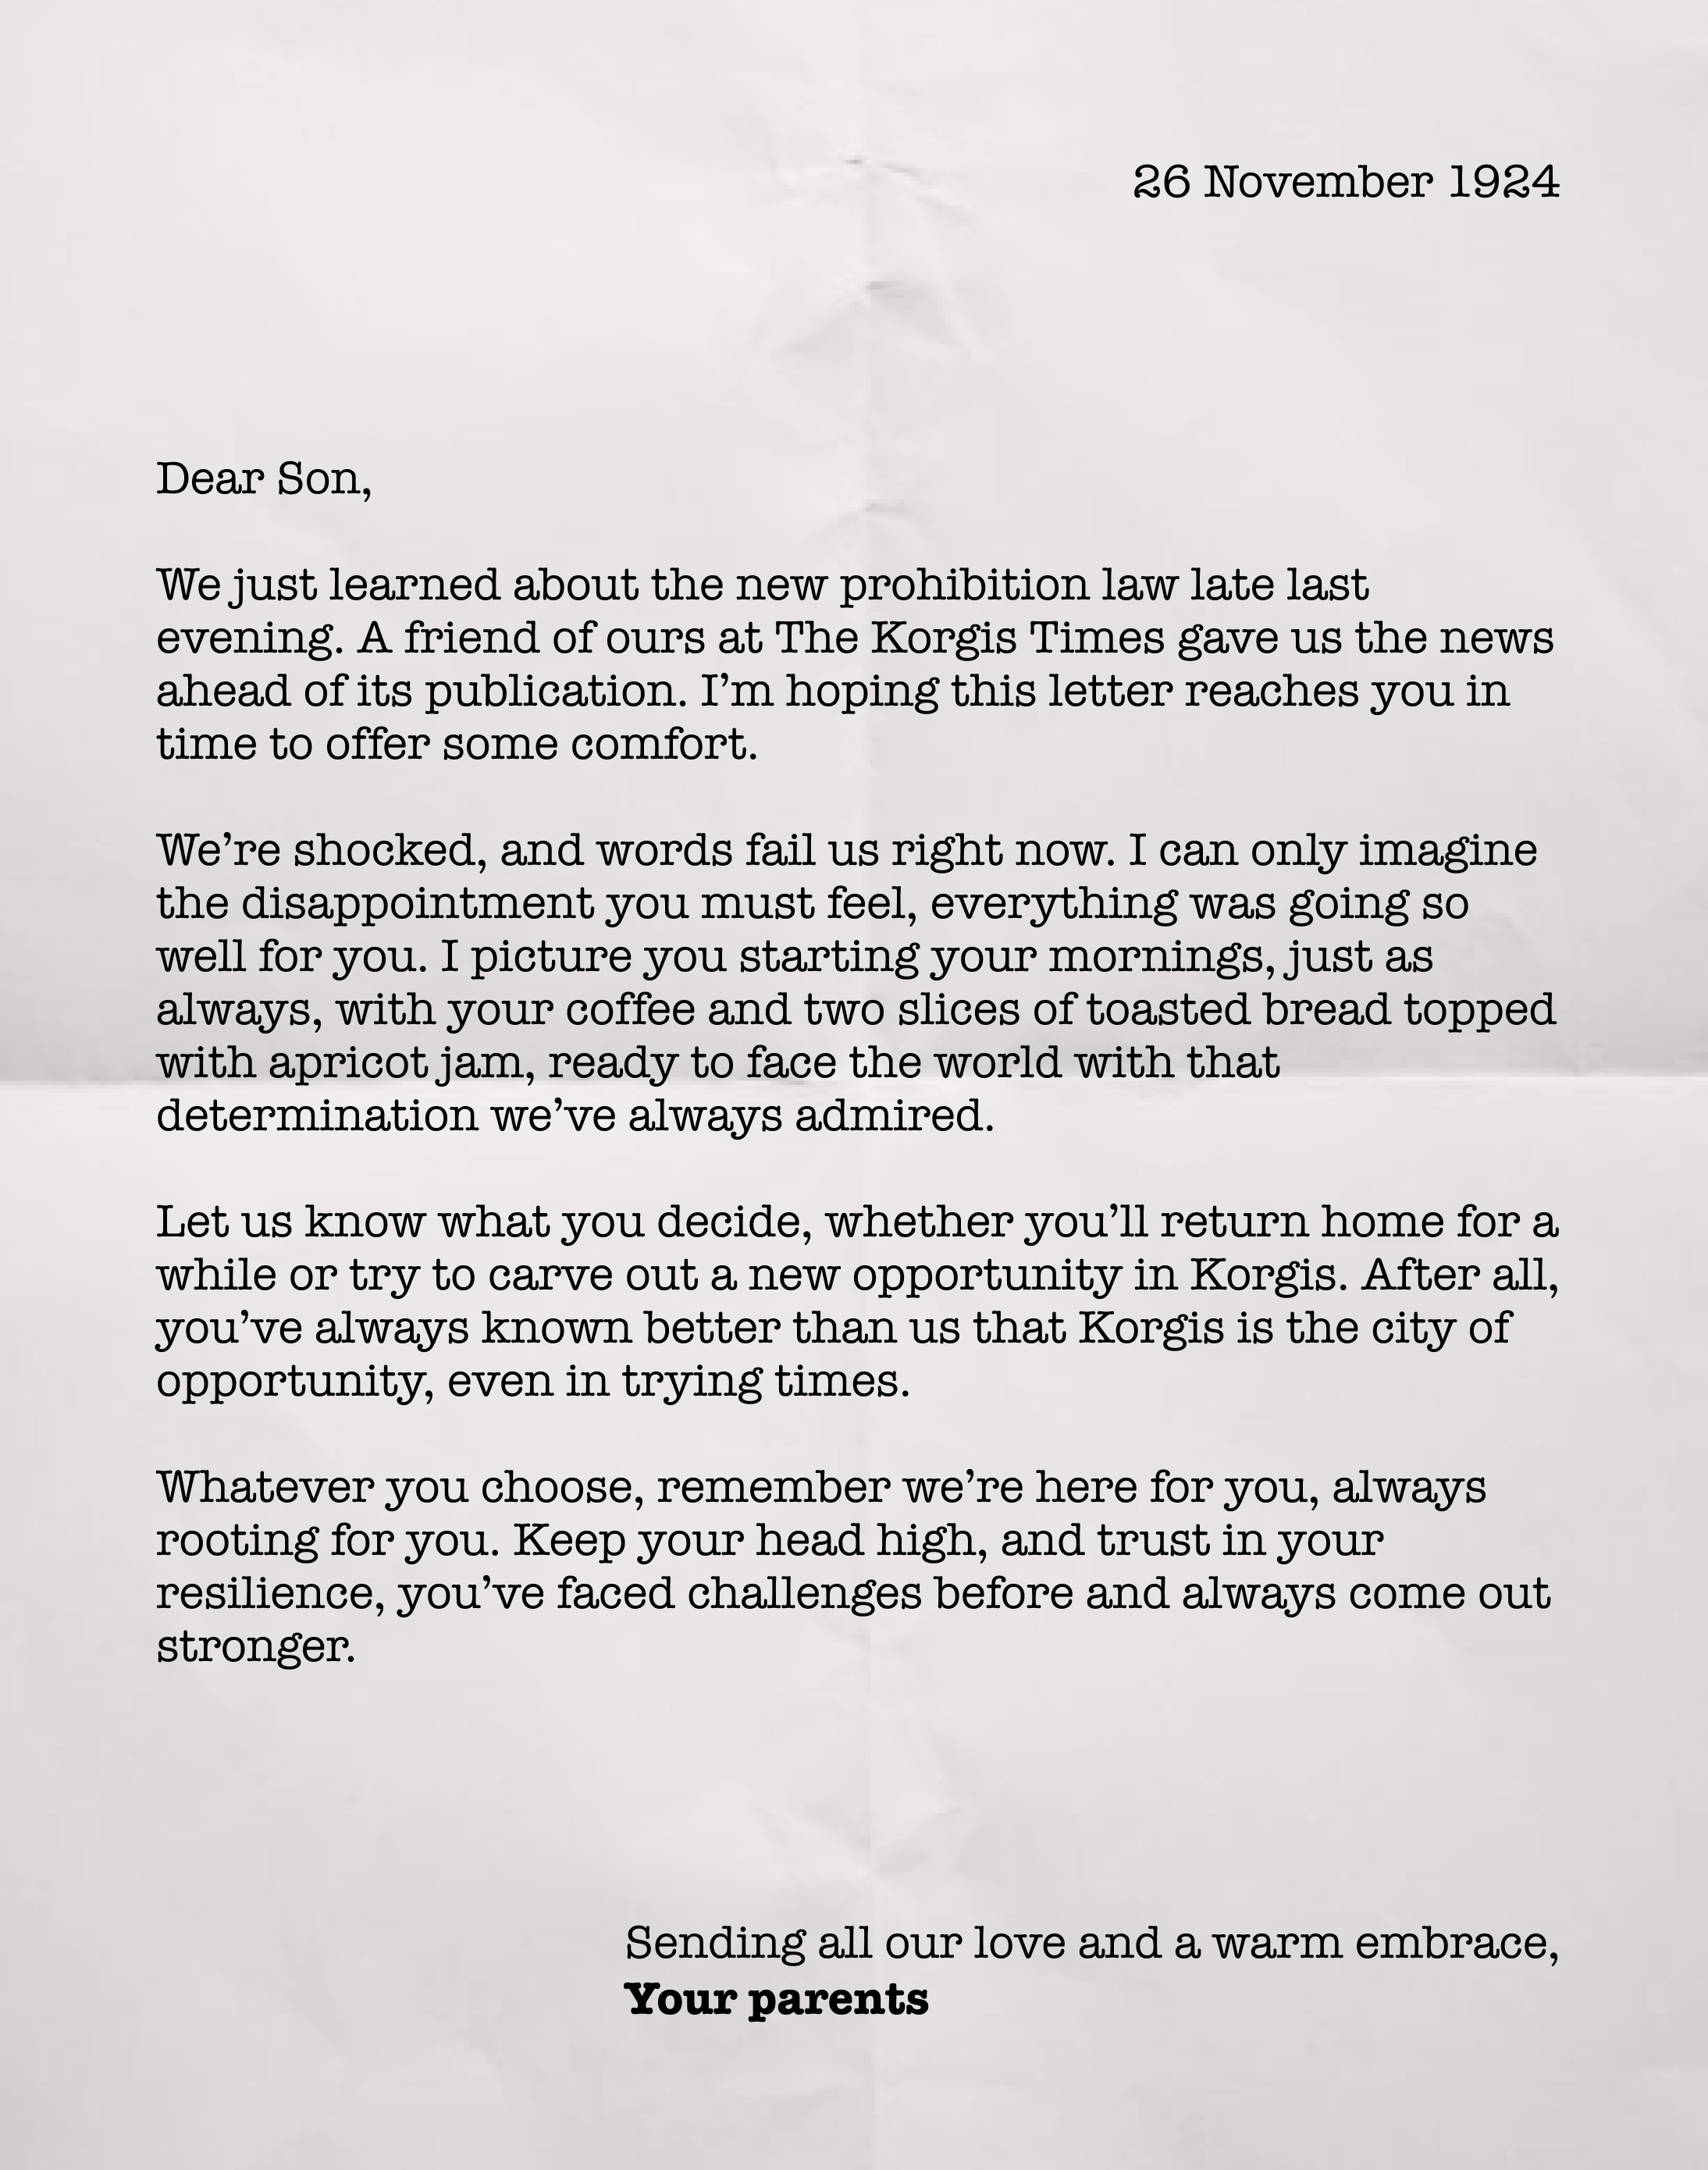 26 November 1924
Dear Son,
We just learned about the new prohibition law late last
evening. A friend of ours at The Korgis Times gave us the news
ahead of its publication. I’m hoping this letter reaches you in
time to offer some comfort.
We’re shocked, and words fail us right now. I can only imagine
the disappointment you must feel, everything was going so
well for you. I picture you starting your mornings, just as
always, with your coffee and two slices of toasted bread topped
with apricot jam, ready to face the world with that
determination we’ve always admired.
Let us know what you decide, whether you’ll return home for a
while or try to carve out a new opportunity in Korgis. After all,
you’ve always known better than us that Korgis is the city of
opportunity, even in trying times.
Whatever you choose, remember we’re here for you, always
rooting for you. Keep your head high, and trust in your
resilience, you’ve faced challenges before and always come out
stronger.
Sending all our love and a warm embrace,
Your parents